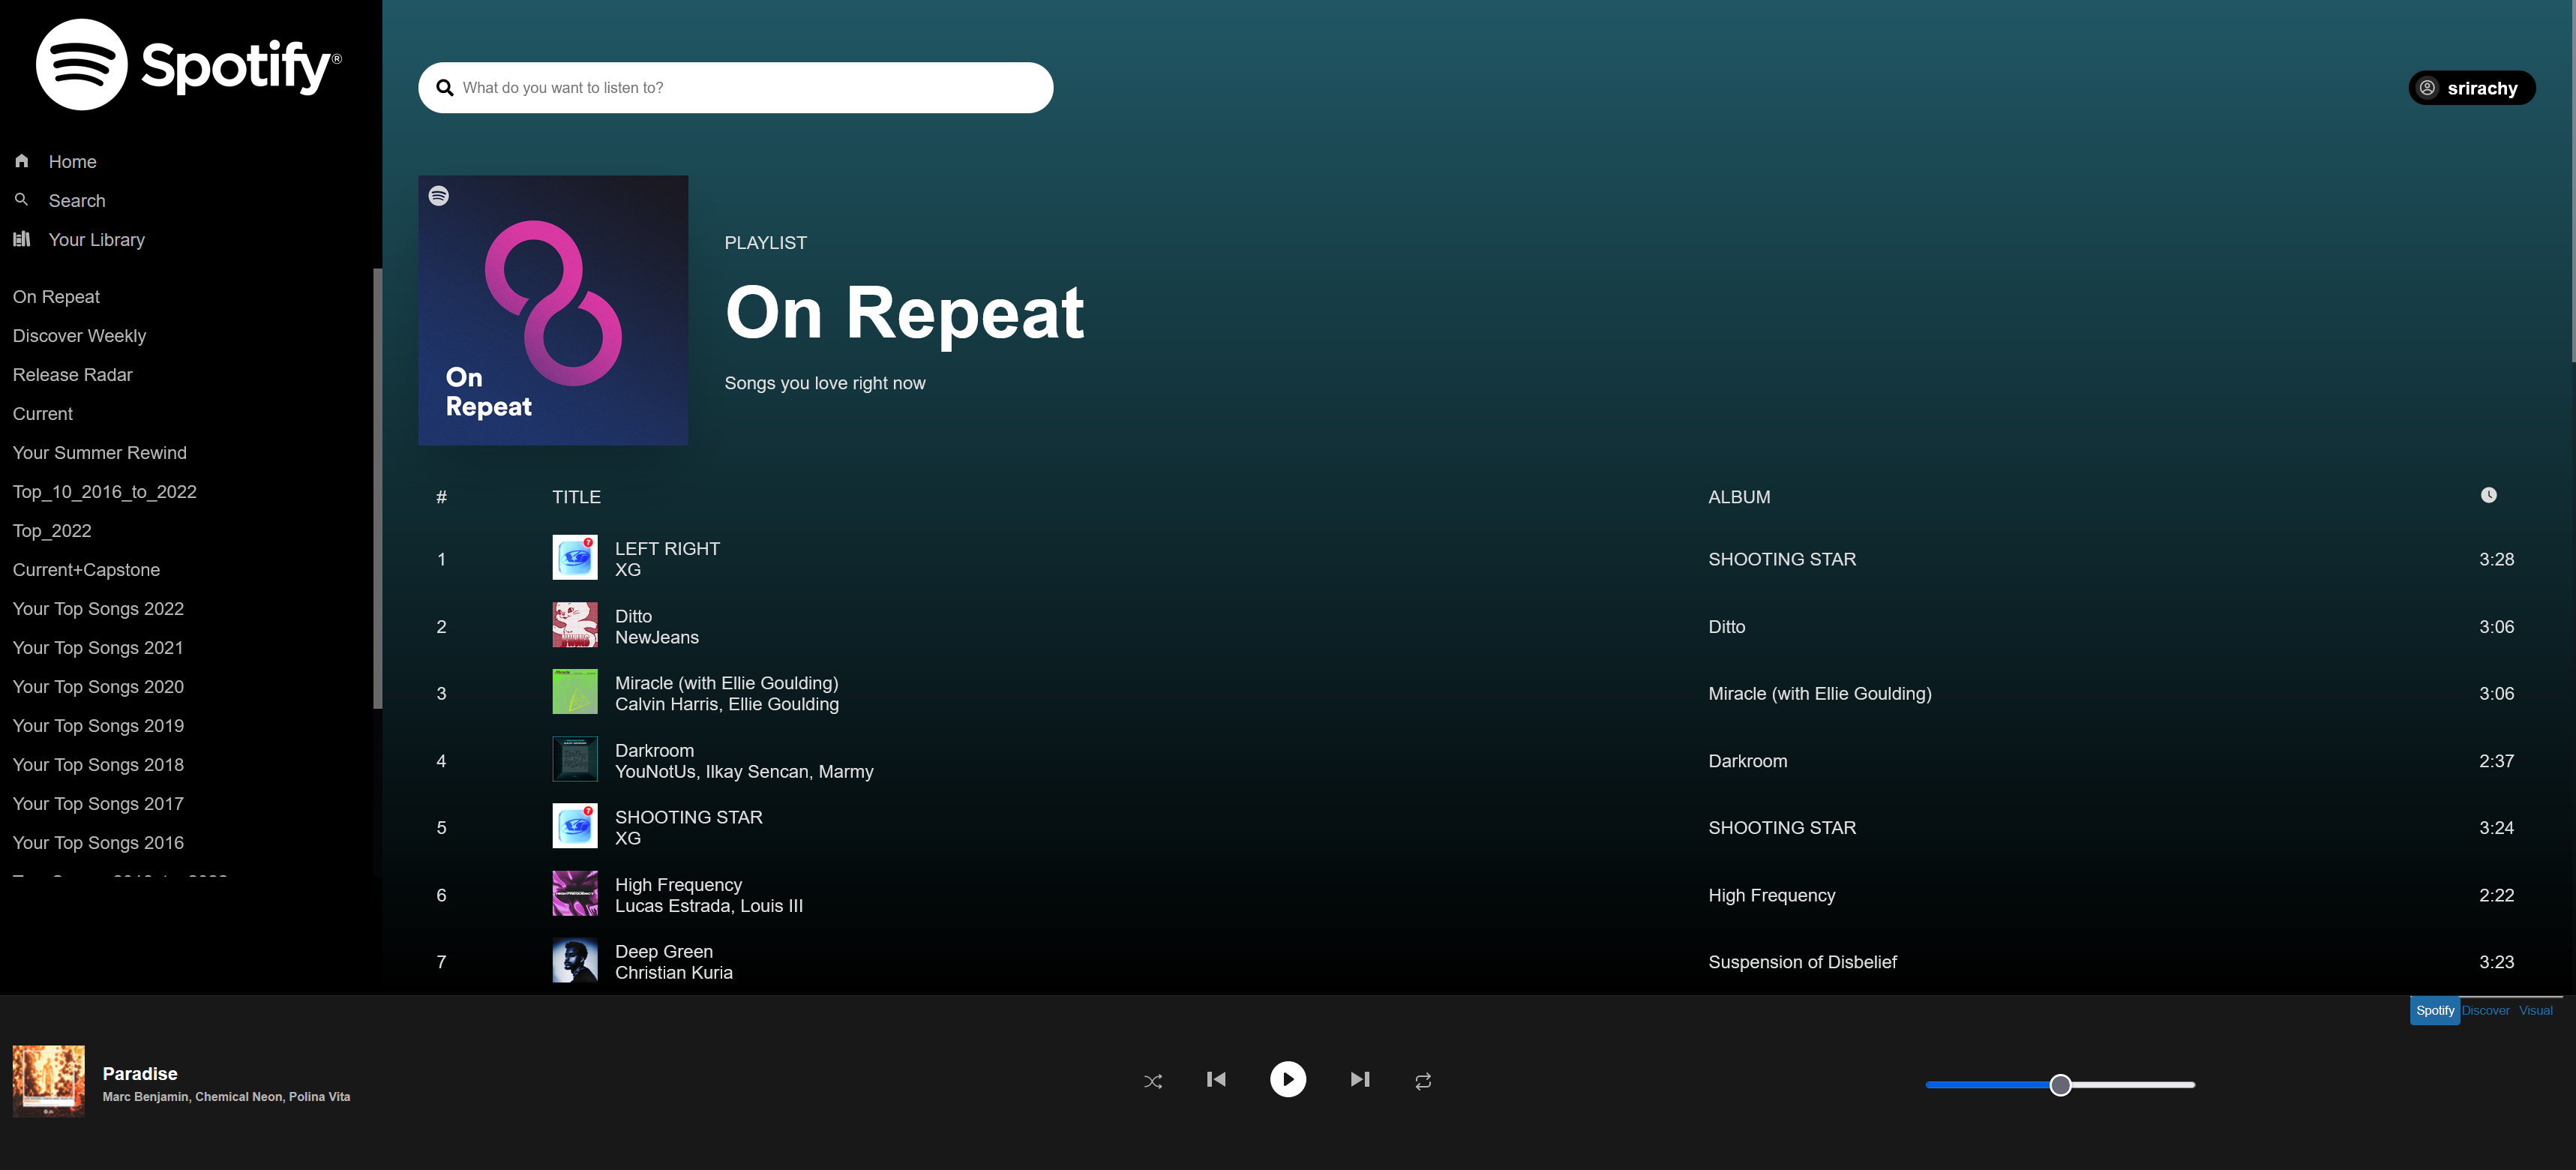 Spotify®
Home
Search
Your Library
On Repeat
Discover Weekly
Release Radar
Current
Your Summer Rewind
Top_10_2016_to_2022
Top_2022
Current+Capstone
Your Top Songs 2022
Your Top Songs 2021
Your Top Songs 2020
Your Top Songs 2019
Your Top Songs 2018
Your Top Songs 2017
Your Top Songs 2016
What do you want to listen to?
srirachy
On
Repeat
PLAYLIST
On Repeat
Songs you love right now
# TITLE ALBUM
1 LEFT RIGHT SHOOTING STAR 3:28
XG
2 Ditto Ditto 3:06
NewJeans
3 Miracle (with Ellie Goulding) Miracle (with Ellie Goulding) 3:06
Calvin Harris, Ellie Goulding
4 Darkroom Darkroom 2:37
YouNotUs, Ilkay Sencan, Marmy
5 SHOOTING STAR SHOOTING STAR 3:24
XG
6 High Frequency High Frequency 2:22
Lucas Estrada, Louis III
7 Deep Green Suspension of Disbelief 3:23
Christian Kuria
Spotify Discover Visual
Paradise
Marc Benjamin, Chemical Neon, Polina Vita